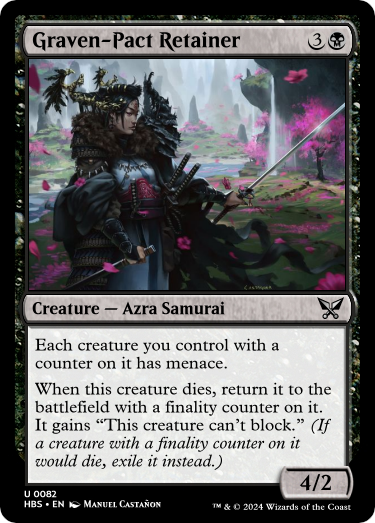 Graven-Pact Retainer 3
Creature — Azra Samurai
Each creature you control with a
counter on it has menace.
When this creature dies, return it to the
battlefield with a finality counter on it.
It gains “This creature can’t block.” (If
a creature with a finality counter on it
would die, exile it instead.)
4/2
U 0082
HBS • EN Manuel Castañon
™ & © 2024 Wizards of the Coast